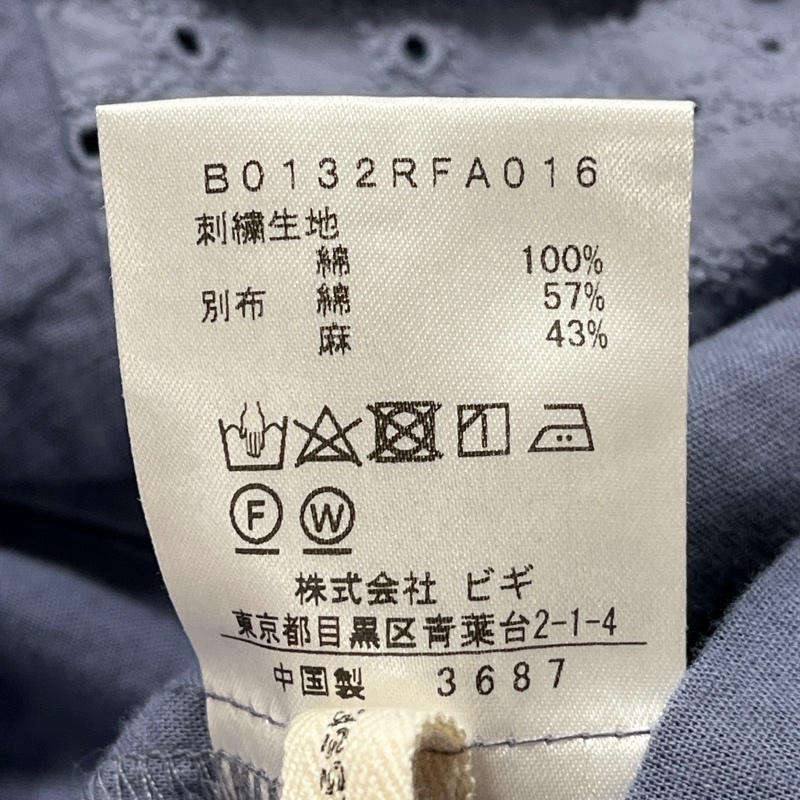 B0132RFA016
刺繍生地
綿 100%
別布 綿 57%
麻 43%
F W
株式会社 ビギ
東京都目黒区青葉台2-1-4
中国製 3687